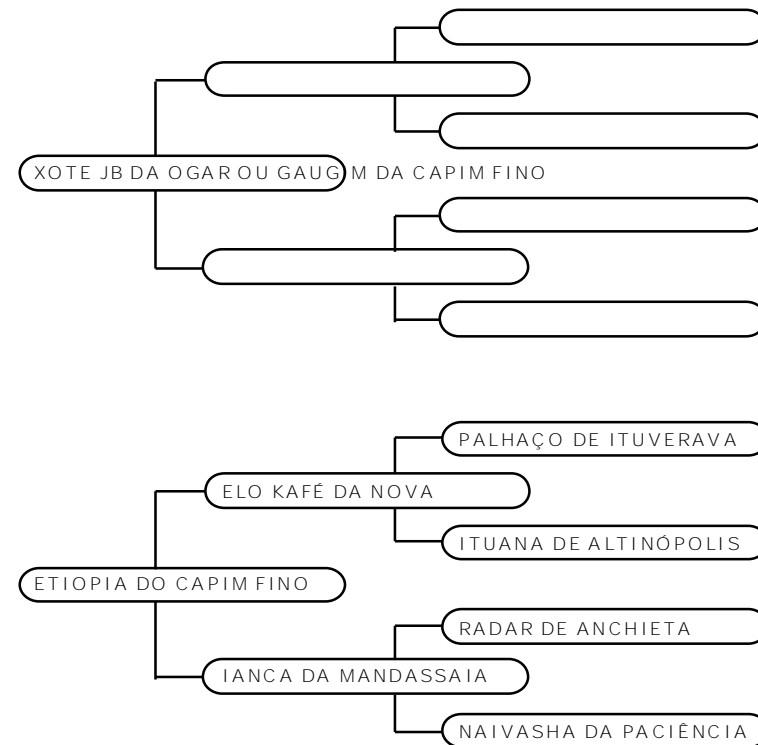 XOTE JB DA OGAR OU GAUGM DA CAPIM FINO
PALHAÇO DE ITUVERAVA
ELO KAFÉ DA NOVA
ITUANA DE ALTINÓPOLIS
ETIOPIA DO CAPIM FINO
RADAR DE ANCHIETA
IANCA DA MANDASSAIA
NAIVASHA DA PACIÊNCIA